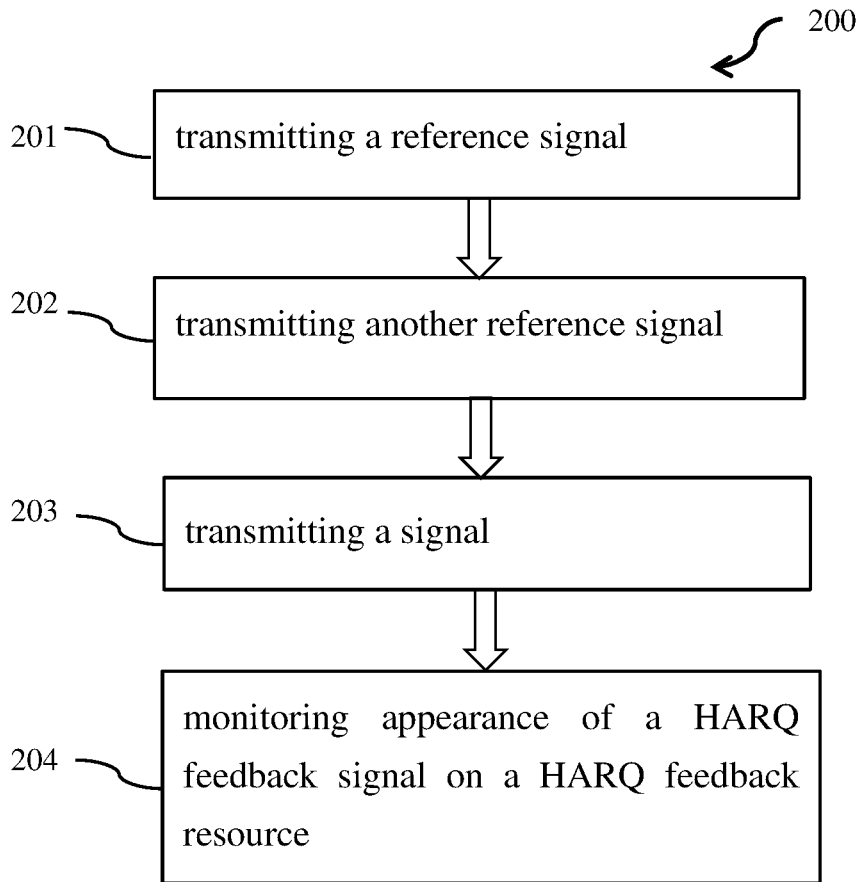 200
201
transmitting a reference signal
202
transmitting another reference signal
203
transmitting a signal
204
monitoring appearance of a HARQ
feedback signal on a HARQ feedback
resource